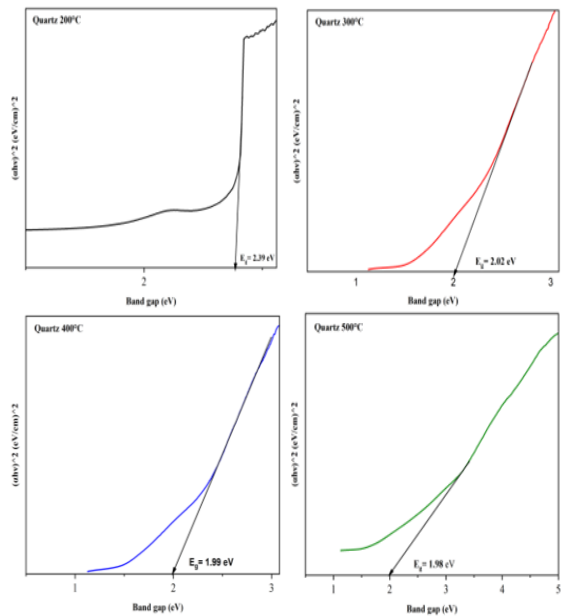 Quartz 200°C
(αhν)^2 (eV/cm)^2
Eg= 2.39 eV
2
Band gap (eV)
Quartz 300°C
(αhν)^2 (eV/cm)^2
Eg= 2.02 eV
1 2 3
Band gap (eV)
Quartz 400°C
(αhν)^2 (eV/cm)^2
Eg= 1.99 eV
1 2 3
Band gap (eV)
Quartz 500°C
(αhν)^2 (eV/cm)^2
Eg= 1.98 eV
1 2 3 4 5
Band gap (eV)